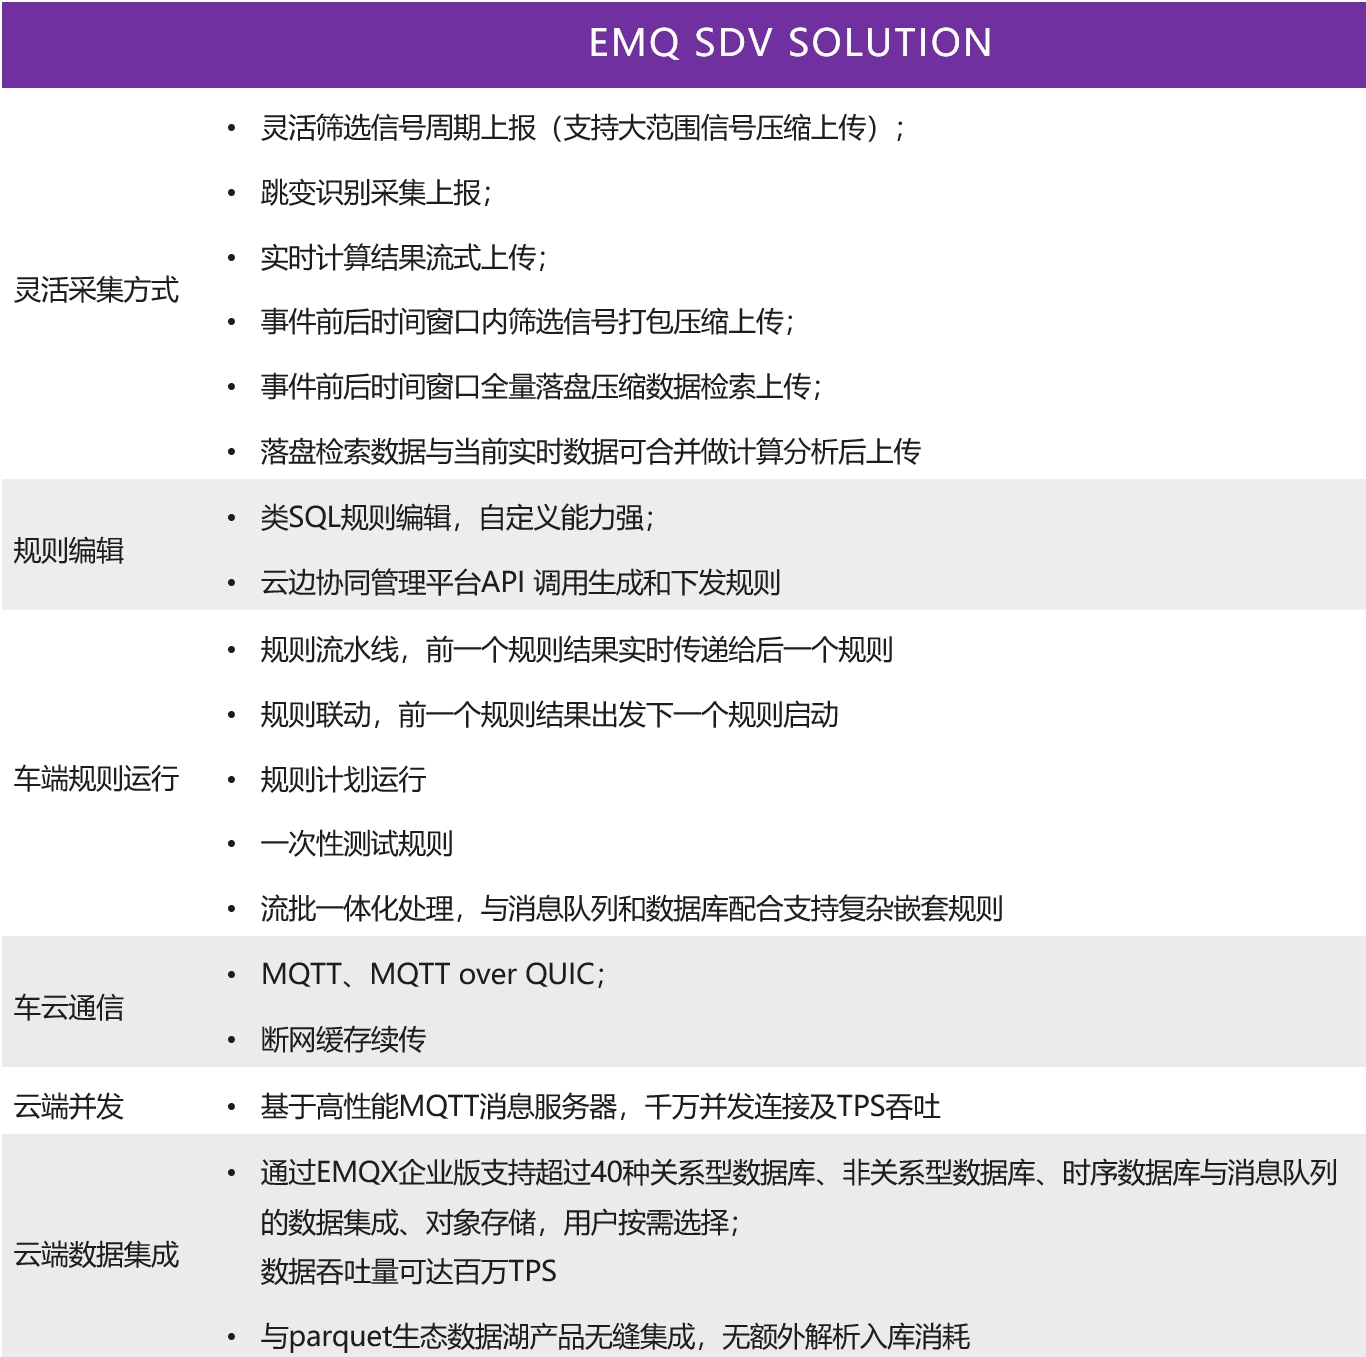 EMQ SDV SOLUTION
灵活采集方式
• 灵活筛选信号周期上报（支持大范围信号压缩上传）；
• 跳变识别采集上报；
• 实时计算结果流式上传；
• 事件前后时间窗口内筛选信号打包压缩上传；
• 事件前后时间窗口全量落盘压缩数据检索上传；
• 落盘检索数据与当前实时数据可合并做计算分析后上传
规则编辑
• 类SQL规则编辑，自定义能力强；
• 云边协同管理平台API 调用生成和下发规则
车端规则运行
• 规则流水线，前一个规则结果实时传递给后一个规则
• 规则联动，前一个规则结果出发下一个规则启动
• 规则计划运行
• 一次性测试规则
• 流批一体化处理，与消息队列和数据库配合支持复杂嵌套规则
车云通信
• MQTT、MQTT over QUIC；
• 断网缓存续传
云端并发
• 基于高性能MQTT消息服务器，千万并发连接及TPS吞吐
云端数据集成
• 通过EMQX企业版支持超过40种关系型数据库、非关系型数据库、时序数据库与消息队列
的数据集成、对象存储，用户按需选择；
数据吞吐量可达百万TPS
• 与parquet生态数据湖产品无缝集成，无额外解析入库消耗